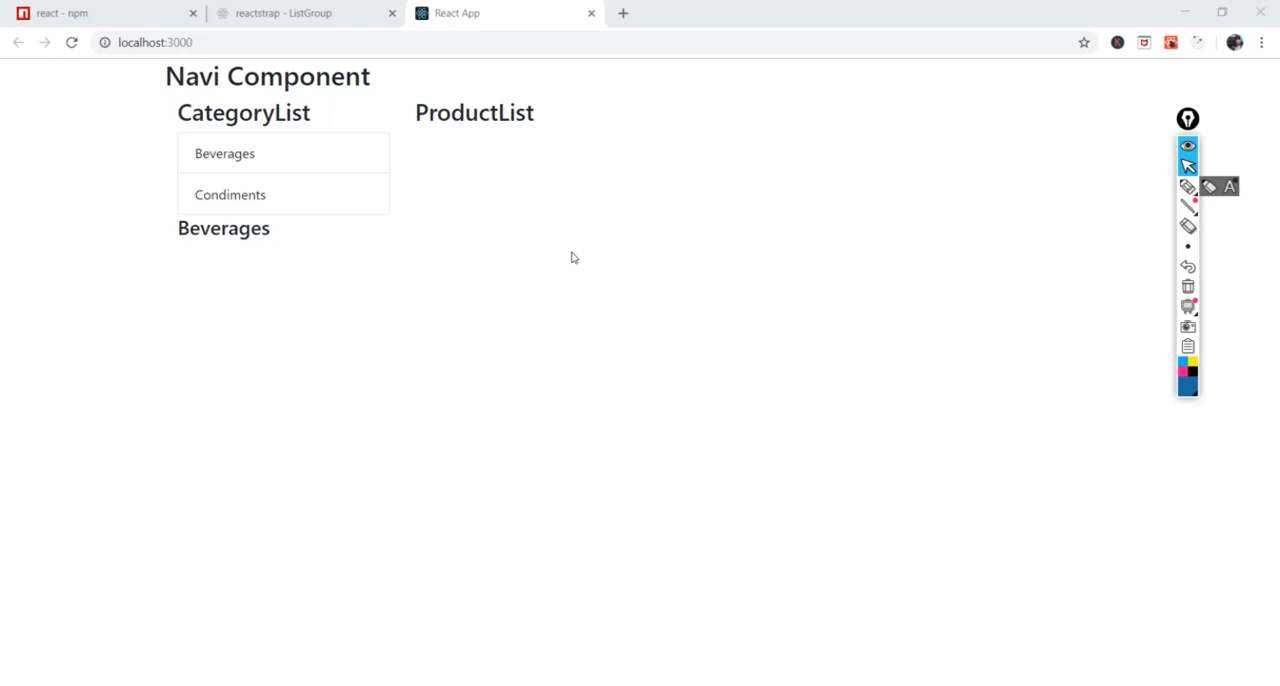 react - npm
reactstrap - ListGroup
React App
localhost:3000
Navi Component
CategoryList
ProductList
Beverages
Condiments
Beverages
A